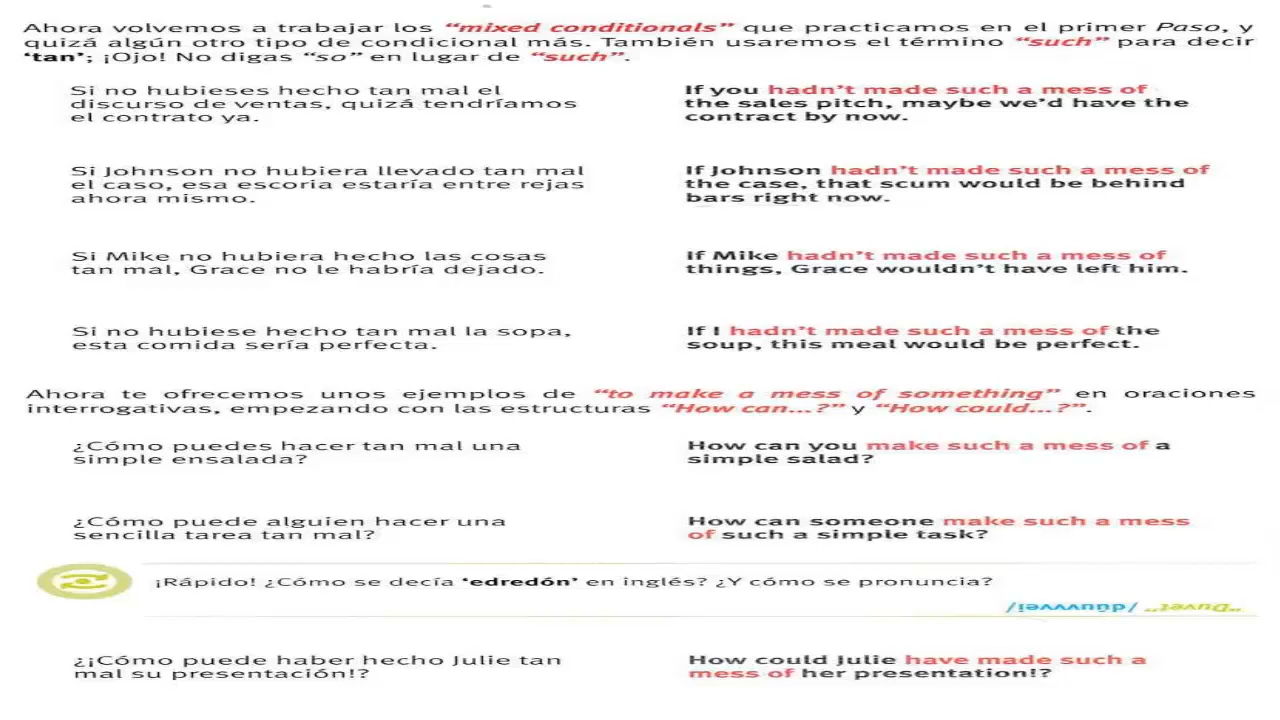 Ahora volvemos a trabajar los “mixed conditionals” que practicamos en el primer Paso, y
quizá algún otro tipo de condicional más. También usaremos el término “such” para decir
‘tan’; ¡Ojo! No digas “so” en lugar de “such”.
Si no hubieses hecho tan mal el
discurso de ventas, quizá tendríamos
el contrato ya.
If you hadn’t made such a mess of
the sales pitch, maybe we’d have the
contract by now.
Si Johnson no hubiera llevado tan mal
el caso, esa escoria estaría entre rejas
ahora mismo.
If Johnson hadn’t made such a mess of
the case, that scum would be behind
bars right now.
Si Mike no hubiera hecho las cosas
tan mal, Grace no le habría dejado.
If Mike hadn’t made such a mess of
things, Grace wouldn’t have left him.
Si no hubiese hecho tan mal la sopa,
esta comida sería perfecta.
If I hadn’t made such a mess of the
soup, this meal would be perfect.
Ahora te ofrecemos unos ejemplos de “to make a mess of something” en oraciones
interrogativas, empezando con las estructuras “How can...?” y “How could...?”.
¿Cómo puedes hacer tan mal una
simple ensalada?
How can you make such a mess of a
simple salad?
¿Cómo puede alguien hacer una
sencilla tarea tan mal?
How can someone make such a mess
of such a simple task?
¡Rápido! ¿Cómo se decía ‘edredón’ en inglés? ¿Y cómo se pronuncia?
“Duvet” /düuvvvei/
¿¡Cómo puede haber hecho Julie tan
mal su presentación!?
How could Julie have made such a
mess of her presentation!?